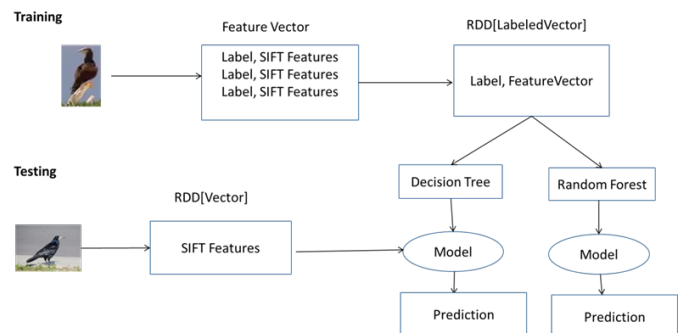 Training
Feature Vector
RDD[LabeledVector]
Label, SIFT Features
Label, SIFT Features
Label, SIFT Features
Label, FeatureVector
Testing
RDD[Vector]
Decision Tree
Random Forest
SIFT Features
Model
Model
Prediction
Prediction